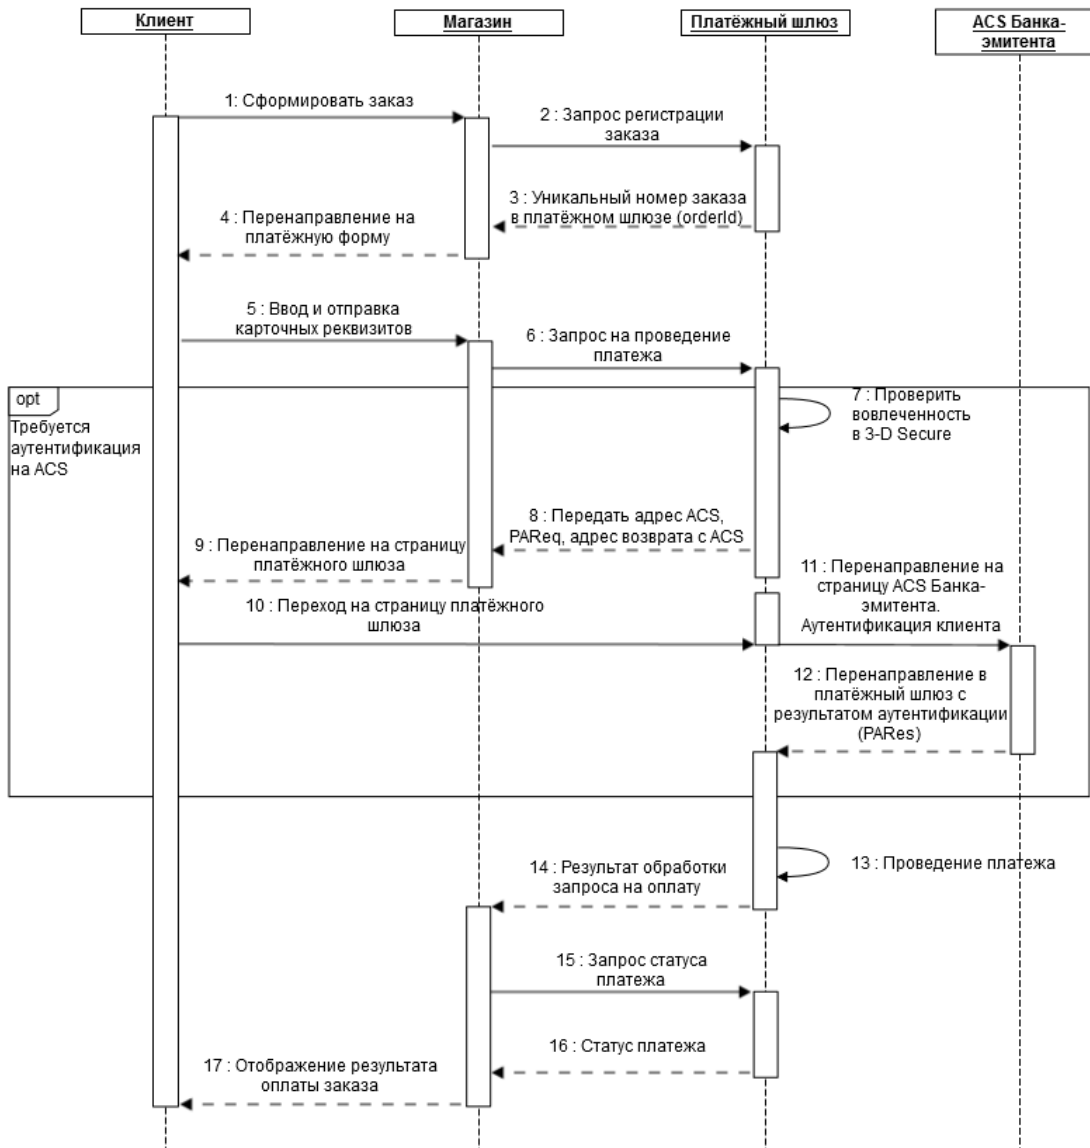 Клиент
Магазин
Платёжный шлюз
ACS Банка-
эмитента
1: Сформировать заказ
2 : Запрос регистрации
заказа
3 : Уникальный номер заказа
в платёжном шлюзе (orderId)
4 : Перенаправление на
платёжную форму
5 : Ввод и отправка
карточных реквизитов
6 : Запрос на проведение
платежа
opt
Требуется
аутентификация
на ACS
7 : Проверить
вовлеченность
в 3-D Secure
8 : Передать адрес ACS,
PAReq, адрес возврата с ACS
9 : Перенаправление на страницу
платёжного шлюза
10 : Переход на страницу платёжного
шлюза
11 : Перенаправление на
страницу ACS Банка-
эмитента.
Аутентификация клиента
12 : Перенаправление в
платёжный шлюз с
результатом аутентификации
(PARes)
13 : Проведение платежа
14 : Результат обработки
запроса на оплату
15 : Запрос статуса
платежа
16 : Статус платежа
17 : Отображение результата
оплаты заказа